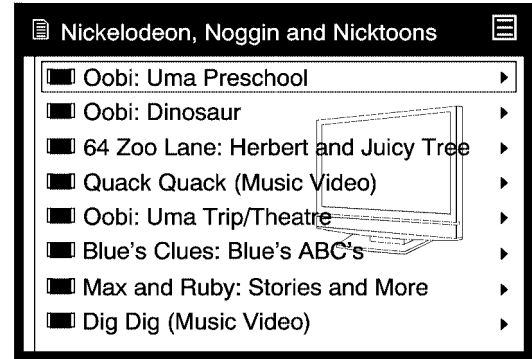 Nickelodeon, Noggin and Nicktoons
Oobi: Uma Preschool
Oobi: Dinosaur
64 Zoo Lane: Herbert and Juicy Tree
Quack Quack (Music Video)
Oobi: Uma Trip/Theatre
Blue's Clues: Blue's ABC's
Max and Ruby: Stories and More
Dig Dig (Music Video)